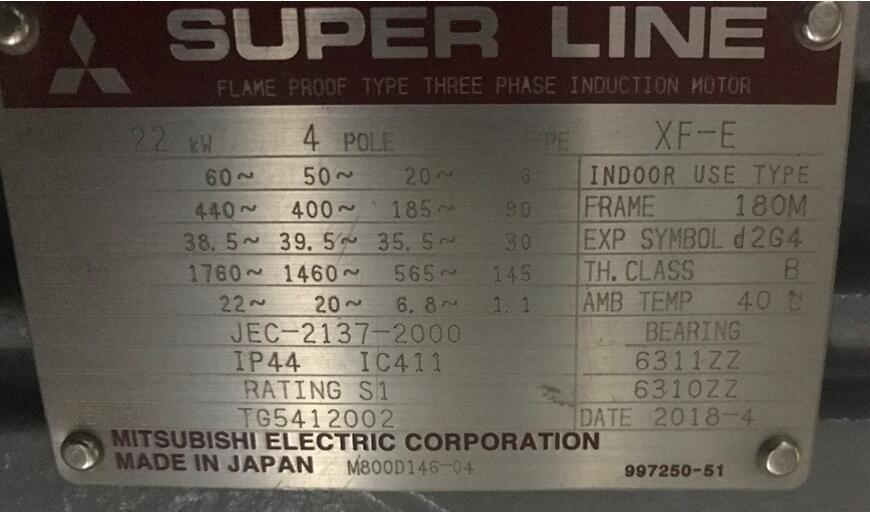 SUPER LINE
FLAME PROOF TYPE THREE PHASE INDUCTION MOTOR
22 kW 4 POLE TYPE XF-E
60~ 50~ 20~ 6 INDOOR USE TYPE
440~ 400~ 185~ 90 FRAME 180M
38.5~ 39.5~ 35.5~ 30 EXP SYMBOL d2G4
1760~ 1460~ 565~ 145 TH.CLASS B
22~ 20~ 6.8~ 1.1 AMB TEMP 40 ℃
JEC-2137-2000 BEARING
IP44 IC411 6311ZZ
RATING S1 6310ZZ
TG5412002 DATE 2018-4
MITSUBISHI ELECTRIC CORPORATION
MADE IN JAPAN M800D146-04 997250-51